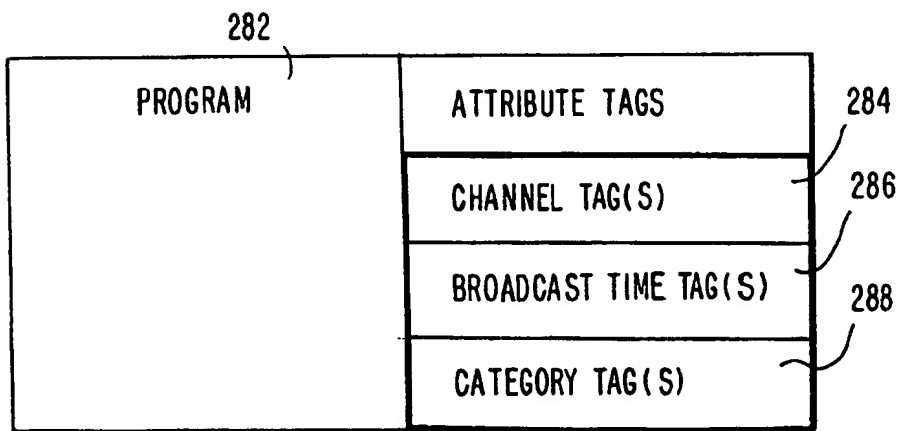 282
PROGRAM
ATTRIBUTE TAGS
284
CHANNEL TAG(S)
286
BROADCAST TIME TAG(S)
288
CATEGORY TAG(S)